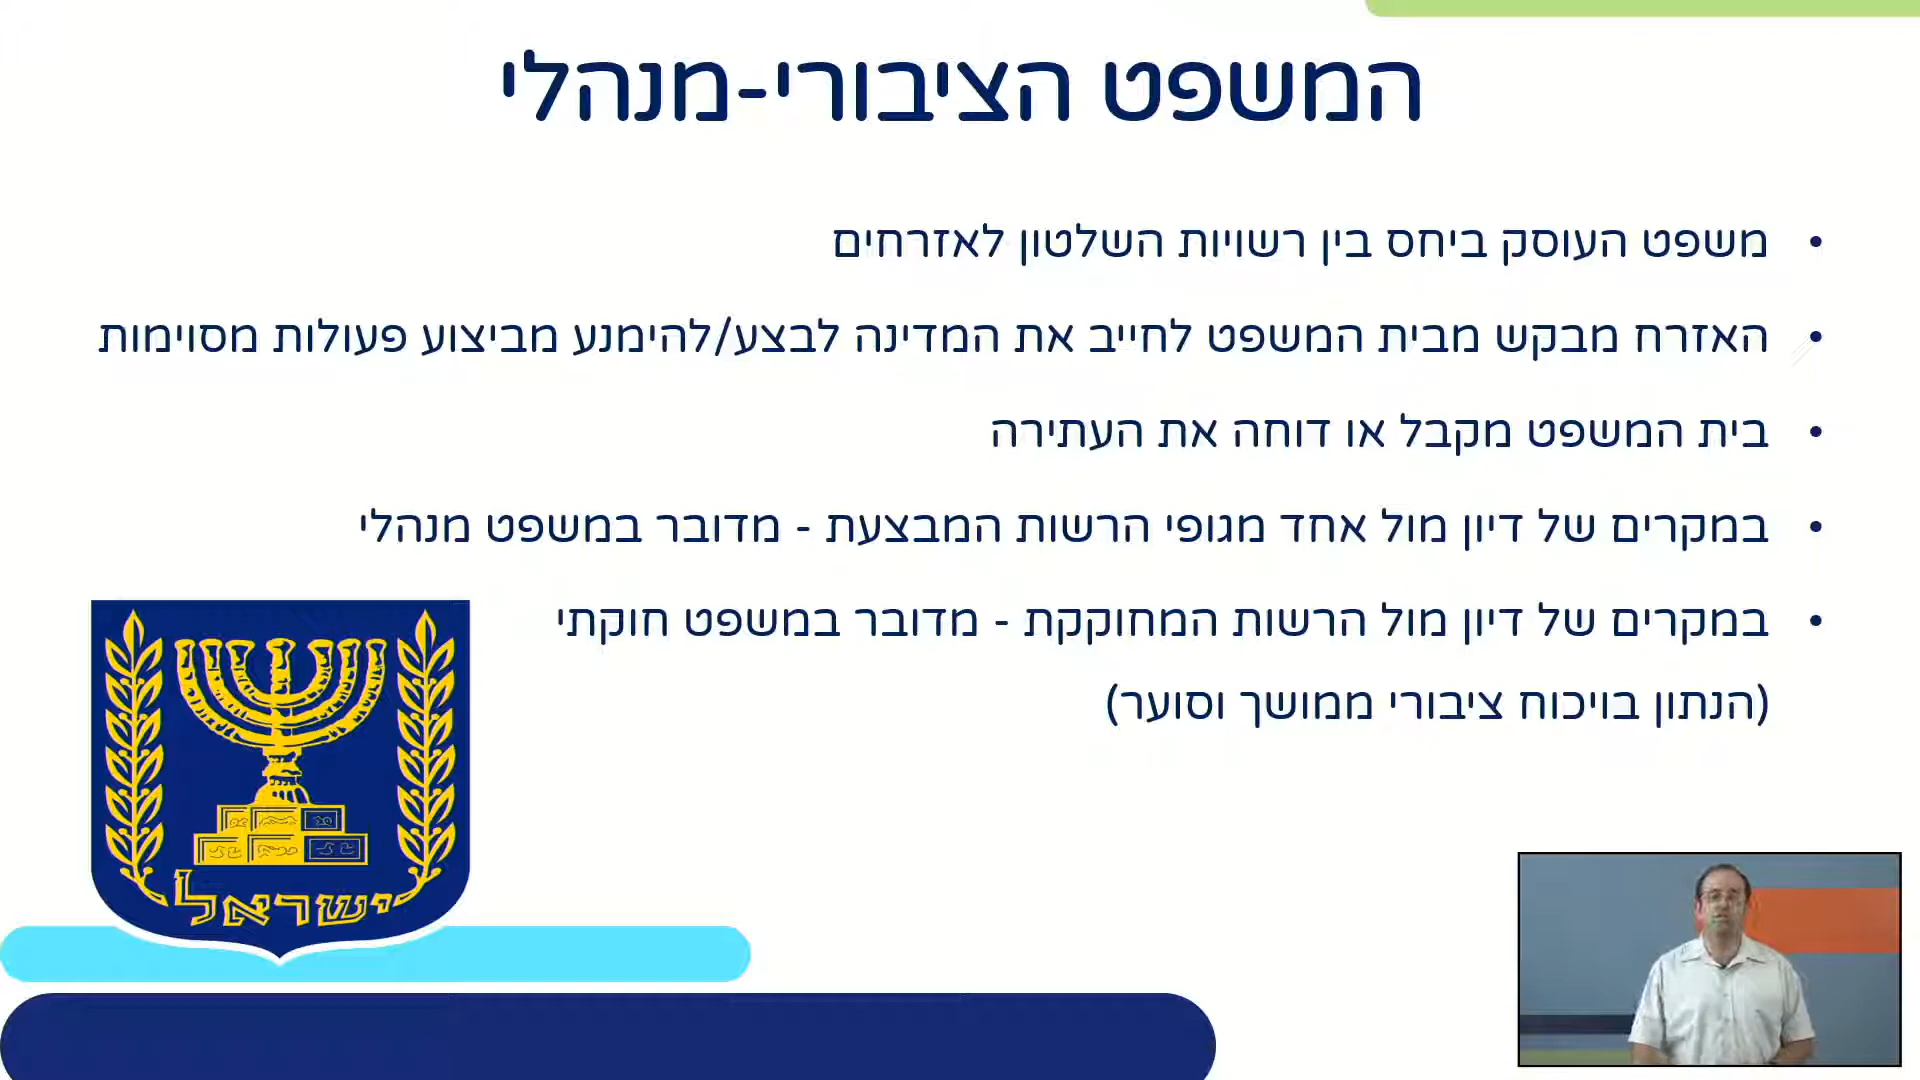 המשפט הציבורי-מנהלי
• משפט העוסק ביחס בין רשויות השלטון לאזרחים
• האזרח מבקש מבית המשפט לחייב את המדינה לבצע/להימנע מביצוע פעולות מסוימות
• בית המשפט מקבל או דוחה את העתירה
• במקרים של דיון מול אחד מגופי הרשות המבצעת - מדובר במשפט מנהלי
• במקרים של דיון מול הרשות המחוקקת - מדובר במשפט חוקתי
(הנתון בויכוח ציבורי ממושך וסוער)
ישראל